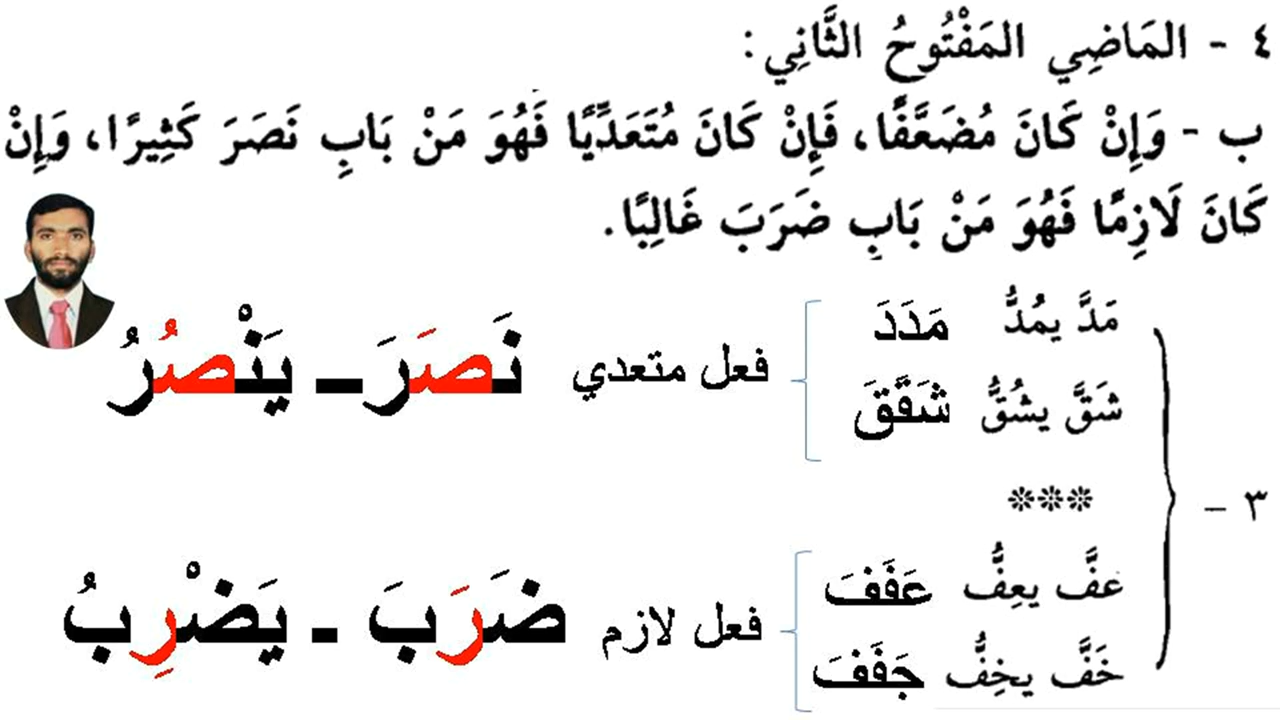 ٤ - المَاضِي المَفْتُوحُ الثَّانِي :
ب - وَإِنْ كَانَ مُضَعَّفًا، فَإِنْ كَانَ مُتَعَدِّيًا فَهُوَ مَنْ بَابِ نَصَرَ كَثِيرًا، وَإِنْ
كَانَ لَازِمًا فَهُوَ مَنْ بَابِ ضَرَبَ غَالِبًا.
مَدَّ يمُدُّ مَدَدَ
شَقَّ يشُقُّ شَقَقَ
فعل متعدي
نَصَرَ ـ يَنْصُرُ
***
٣ -
عفَّ يعِفُّ عَفَفَ
خَفَّ يخِفُّ جَفَفَ
فعل لازم
ضَرَبَ ـ يَضْرِبُ